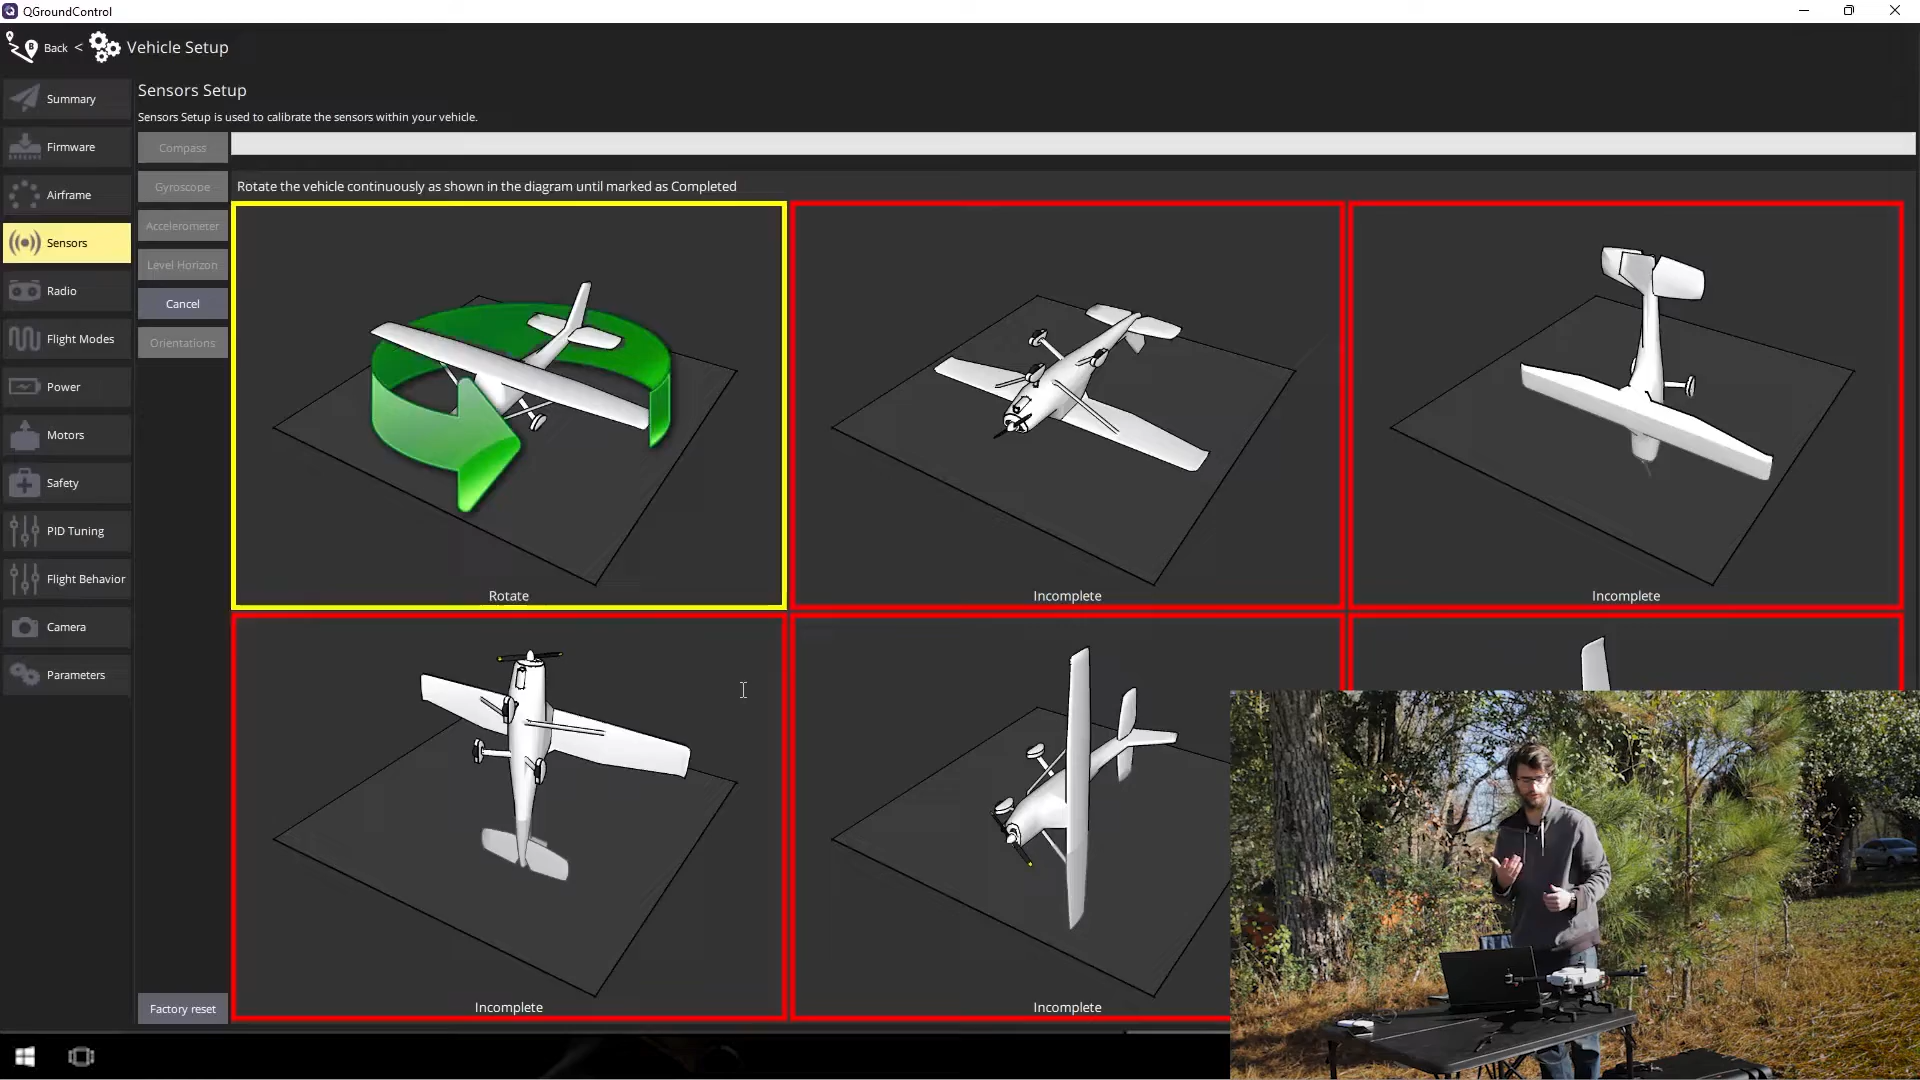 QGroundControl
Back < Vehicle Setup
Summary
Firmware
Airframe
Sensors
Radio
Flight Modes
Power
Motors
Safety
PID Tuning
Flight Behavior
Camera
Parameters
Sensors Setup
Sensors Setup is used to calibrate the sensors within your vehicle.
Compass
Gyroscope
Accelerometer
Level Horizon
Cancel
Orientations
Factory reset
Rotate the vehicle continuously as shown in the diagram until marked as Completed
Rotate
Incomplete
Incomplete
Incomplete
Incomplete